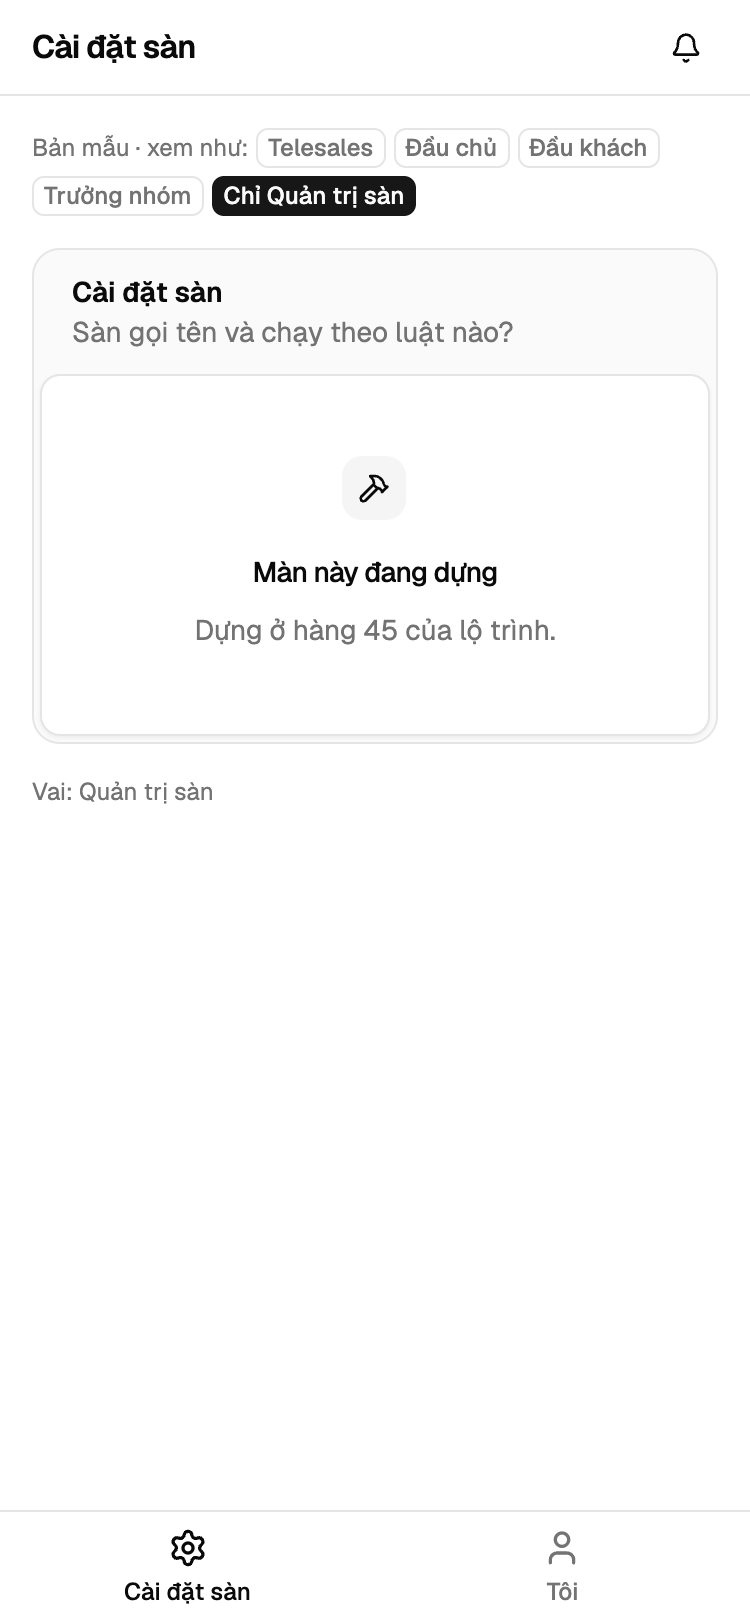 Cài đặt sàn
Bản mẫu · xem như: Telesales Đầu chủ Đầu khách
Trưởng nhóm Chỉ Quản trị sàn
Cài đặt sàn
Sàn gọi tên và chạy theo luật nào?
Màn này đang dựng
Dựng ở hàng 45 của lộ trình.
Vai: Quản trị sàn
Cài đặt sàn Tôi